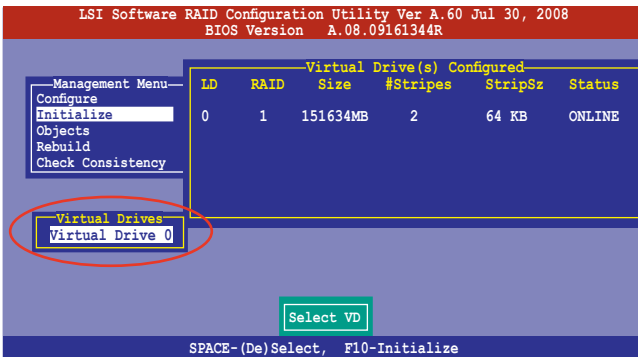 LSI Software RAID Configuration Utility Ver A.60 Jul 30, 2008
BIOS Version A.08.09161344R
Virtual Drive(s) Configured
LD RAID Size #Stripes StripSz Status
0 1 151634MB 2 64 KB ONLINE
Management Menu
Configure
Initialize
Objects
Rebuild
Check Consistency
Virtual Drives
Virtual Drive 0
Select VD
SPACE-(De)Select, F10-Initialize